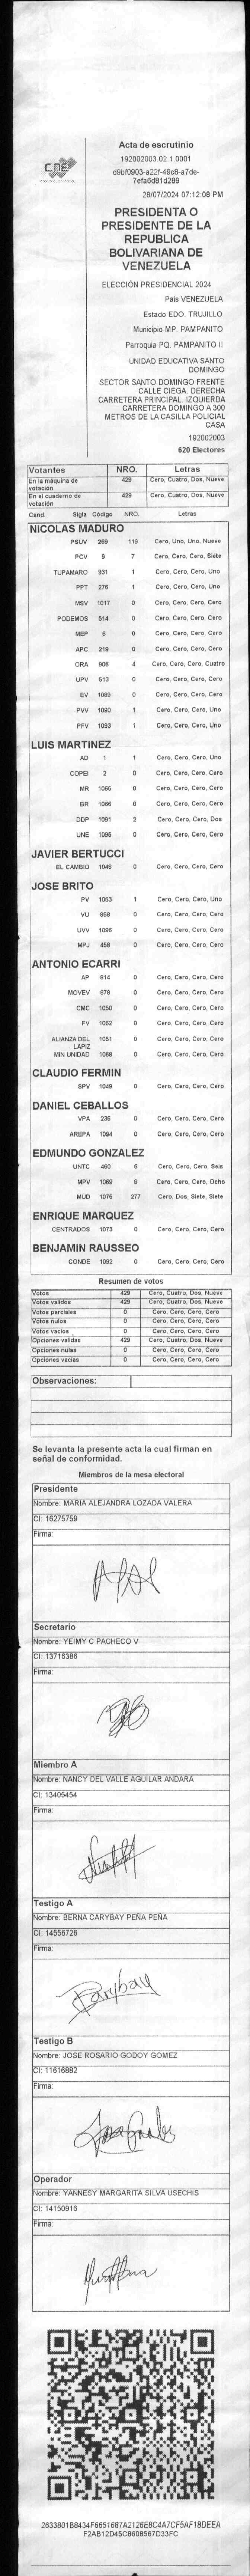 CNE
Acta de escrutinio
192002003.02.1.0001
d9bf0903-a22f-49c8-a7de-
7efa6d81d289
28/07/2024 07:12:08 PM
PRESIDENTA O
PRESIDENTE DE LA
REPUBLICA
BOLIVARIANA DE
VENEZUELA
ELECCIÓN PRESIDENCIAL 2024
País VENEZUELA
Estado EDO. TRUJILLO
Municipio MP. PAMPANITO
Parroquia PQ. PAMPANITO II
UNIDAD EDUCATIVA SANTO
DOMINGO
SECTOR SANTO DOMINGO FRENTE
CALLE CIEGA. DERECHA
CARRETERA PRINCIPAL. IZQUIERDA
CARRETERA DOMINGO A 300
METROS DE LA CASILLA POLICIAL
CASA
192002003
620 Electores
Votantes NRO. Letras
En la máquina de votación 429 Cero, Cuatro, Dos, Nueve
En el cuaderno de votación 429 Cero, Cuatro, Dos, Nueve
Cand. Sigla Código NRO. Letras
NICOLAS MADURO
PSUV 269 119 Cero, Uno, Uno, Nueve
PCV 9 7 Cero, Cero, Cero, Siete
TUPAMARO 931 1 Cero, Cero, Cero, Uno
PPT 276 1 Cero, Cero, Cero, Uno
MSV 1017 0 Cero, Cero, Cero, Cero
PODEMOS 514 0 Cero, Cero, Cero, Cero
MEP 6 0 Cero, Cero, Cero, Cero
APC 219 0 Cero, Cero, Cero, Cero
ORA 906 4 Cero, Cero, Cero, Cuatro
UPV 513 0 Cero, Cero, Cero, Cero
EV 1089 0 Cero, Cero, Cero, Cero
PVV 1090 1 Cero, Cero, Cero, Uno
PFV 1093 1 Cero, Cero, Cero, Uno
LUIS MARTINEZ
AD 1 1 Cero, Cero, Cero, Uno
COPEI 2 0 Cero, Cero, Cero, Cero
MR 1065 0 Cero, Cero, Cero, Cero
BR 1066 0 Cero, Cero, Cero, Cero
DDP 1091 2 Cero, Cero, Cero, Dos
UNE 1095 0 Cero, Cero, Cero, Cero
JAVIER BERTUCCI
EL CAMBIO 1046 0 Cero, Cero, Cero, Cero
JOSE BRITO
PV 1053 1 Cero, Cero, Cero, Uno
VU 868 0 Cero, Cero, Cero, Cero
UVV 1096 0 Cero, Cero, Cero, Cero
MPJ 458 0 Cero, Cero, Cero, Cero
ANTONIO ECARRI
AP 814 0 Cero, Cero, Cero, Cero
MOVEV 879 0 Cero, Cero, Cero, Cero
CMC 1050 0 Cero, Cero, Cero, Cero
FV 1062 0 Cero, Cero, Cero, Cero
ALIANZA DEL LAPIZ 1051 0 Cero, Cero, Cero, Cero
MIN UNIDAD 1068 0 Cero, Cero, Cero, Cero
CLAUDIO FERMIN
SPV 1049 0 Cero, Cero, Cero, Cero
DANIEL CEBALLOS
VPA 236 0 Cero, Cero, Cero, Cero
AREPA 1094 0 Cero, Cero, Cero, Cero
EDMUNDO GONZALEZ
UNTC 460 6 Cero, Cero, Cero, Seis
MPV 1069 8 Cero, Cero, Cero, Ocho
MUD 1075 277 Cero, Dos, Siete, Siete
ENRIQUE MARQUEZ
CENTRADOS 1073 0 Cero, Cero, Cero, Cero
BENJAMIN RAUSSEO
CONDE 1092 0 Cero, Cero, Cero, Cero
Resumen de votos
Votos 429 Cero, Cuatro, Dos, Nueve
Votos válidos 429 Cero, Cuatro, Dos, Nueve
Votos parciales 0 Cero, Cero, Cero, Cero
Votos nulos 0 Cero, Cero, Cero, Cero
Votos vacíos 0 Cero, Cero, Cero, Cero
Opciones válidas 429 Cero, Cuatro, Dos, Nueve
Opciones nulas 0 Cero, Cero, Cero, Cero
Opciones vacías 0 Cero, Cero, Cero, Cero
Observaciones:
Se levanta la presente acta la cual firman en
señal de conformidad.
Miembros de la mesa electoral
Presidente
Nombre: MARIA ALEJANDRA LOZADA VALERA
CI: 16275759
Firma:
Secretario
Nombre: YEIMY C PACHECO V
CI: 13716386
Firma:
Miembro A
Nombre: NANCY DEL VALLE AGUILAR ANDARA
CI: 13405454
Firma:
Testigo A
Nombre: BERNA CARYBAY PEÑA PEÑA
CI: 14556726
Firma:
Carybay
Testigo B
Nombre: JOSE ROSARIO GODOY GOMEZ
CI: 11616882
Firma:
Operador
Nombre: YANNESY MARGARITA SILVA USECHIS
CI: 14150916
Firma:
2633801B8434F6651687A2126EBC4A7CF5AF18DEEA
F2AB12D45C8608567D33FC